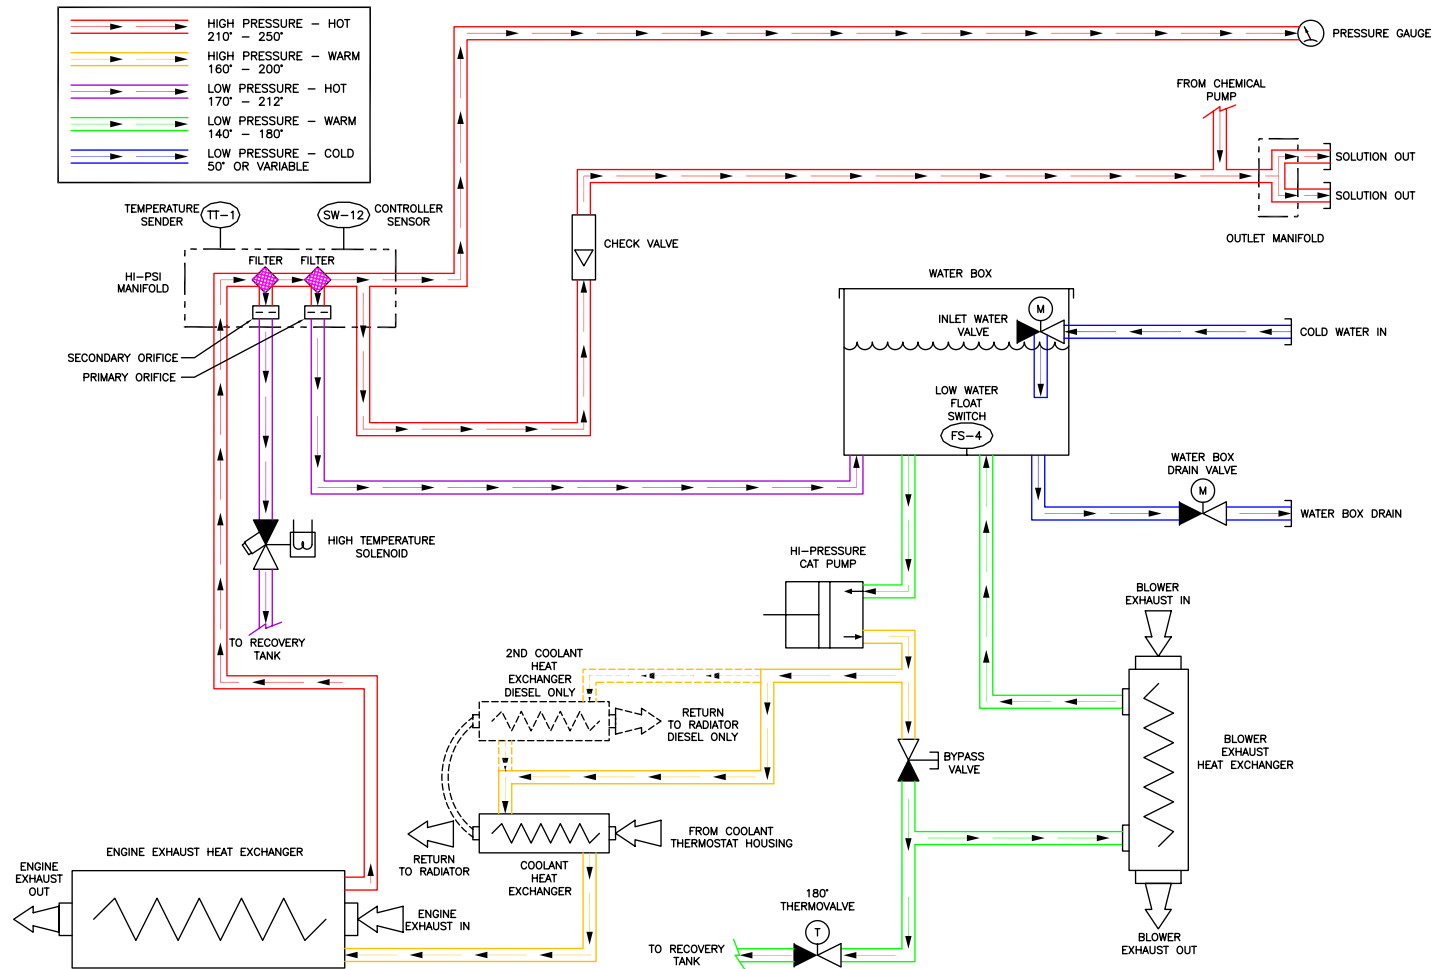 HIGH PRESSURE - HOT
210° - 250°
HIGH PRESSURE - WARM
160° - 200°
LOW PRESSURE - HOT
170° - 212°
LOW PRESSURE - WARM
140° - 180°
LOW PRESSURE - COLD
50° OR VARIABLE
PRESSURE GAUGE
FROM CHEMICAL
PUMP
SOLUTION OUT
SOLUTION OUT
OUTLET MANIFOLD
TEMPERATURE
SENDER
TT-1
SW-12
CONTROLLER
SENSOR
CHECK VALVE
HI-PSI
MANIFOLD
FILTER
FILTER
SECONDARY ORIFICE
PRIMARY ORIFICE
WATER BOX
INLET WATER
VALVE
M
COLD WATER IN
LOW WATER
FLOAT
SWITCH
FS-4
WATER BOX
DRAIN VALVE
M
WATER BOX DRAIN
HIGH TEMPERATURE
SOLENOID
TO RECOVERY
TANK
HI-PRESSURE
CAT PUMP
BLOWER
EXHAUST IN
2ND COOLANT
HEAT
EXCHANGER
DIESEL ONLY
RETURN
TO RADIATOR
DIESEL ONLY
BYPASS
VALVE
BLOWER
EXHAUST
HEAT EXCHANGER
FROM COOLANT
THERMOSTAT HOUSING
RETURN
TO RADIATOR
COOLANT
HEAT
EXCHANGER
ENGINE EXHAUST HEAT EXCHANGER
ENGINE
EXHAUST
OUT
ENGINE
EXHAUST IN
180°
THERMOVALVE
T
TO RECOVERY
TANK
BLOWER
EXHAUST OUT